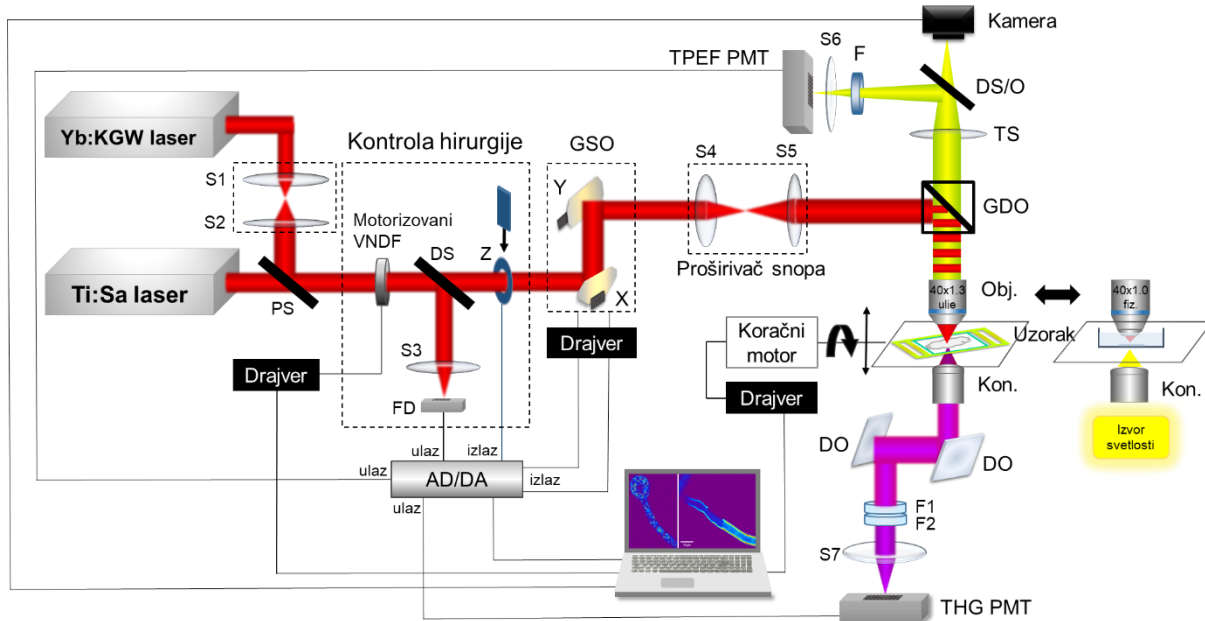 Kamera
S6
F
TPEF PMT
DS/O
TS
Yb:KGW laser
Kontrola hirurgije
GSO
S4
S5
S1
Y
GDO
S2
Motorizovani
VNDF
DS
Z
Ti:Sa laser
Proširivač snopa
PS
X
40x1.3
ulie
Obj.
40x1.0
fiz.
Koračni
motor
Uzorak
S3
Drajver
Drajver
Drajver
Kon.
Kon.
FD
Izvor
svetlosti
DO
DO
ulaz
izlaz
ulaz
AD/DA
izlaz
ulaz
F1
F2
S7
THG PMT